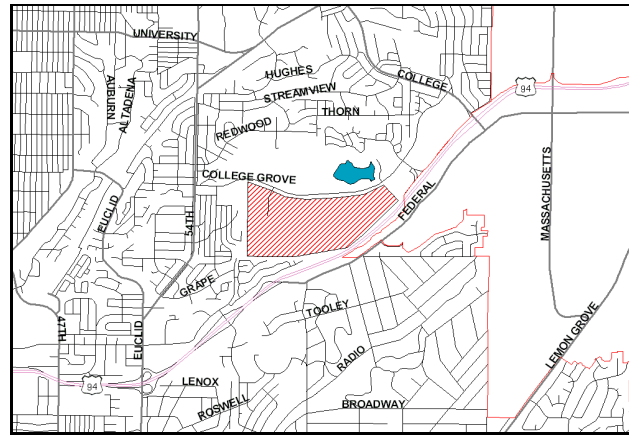 UNIVERSITY
HUGHES
COLLEGE
94
AUBURN
ALTADENA
STREAMVIEW
THORN
REDWOOD
COLLEGE GROVE
MASSACHUSETTS
EUCLID
54TH
FEDERAL
GRAPE
TOOLEY
47TH
EUCLID
RADIO
LEMON GROVE
94
LENOX
ROSWELL
BROADWAY